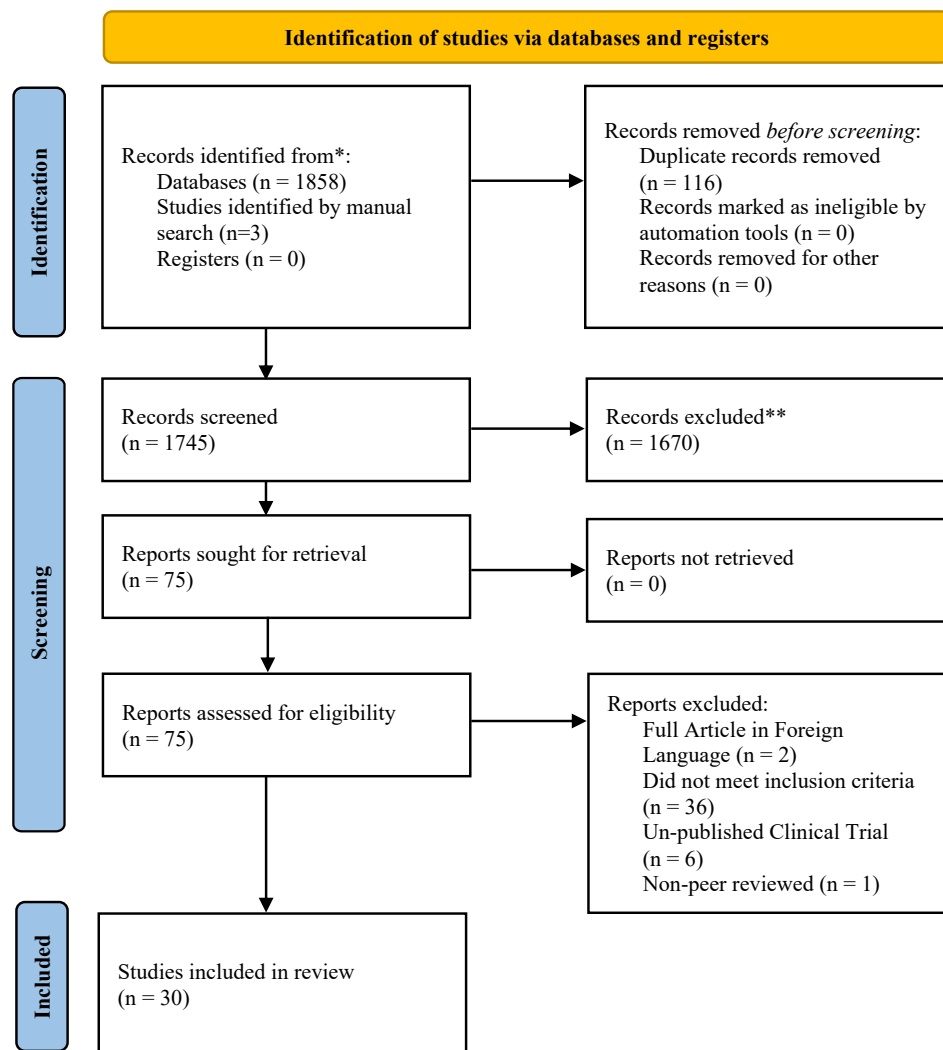 Identification of studies via databases and registers
Identification
Records identified from*:
Databases (n = 1858)
Studies identified by manual
search (n=3)
Registers (n = 0)
Records removed before screening:
Duplicate records removed
(n = 116)
Records marked as ineligible by
automation tools (n = 0)
Records removed for other
reasons (n = 0)
Screening
Records screened
(n = 1745)
Records excluded**
(n = 1670)
Reports sought for retrieval
(n = 75)
Reports not retrieved
(n = 0)
Reports assessed for eligibility
(n = 75)
Reports excluded:
Full Article in Foreign
Language (n = 2)
Did not meet inclusion criteria
(n = 36)
Un-published Clinical Trial
(n = 6)
Non-peer reviewed (n = 1)
Included
Studies included in review
(n = 30)